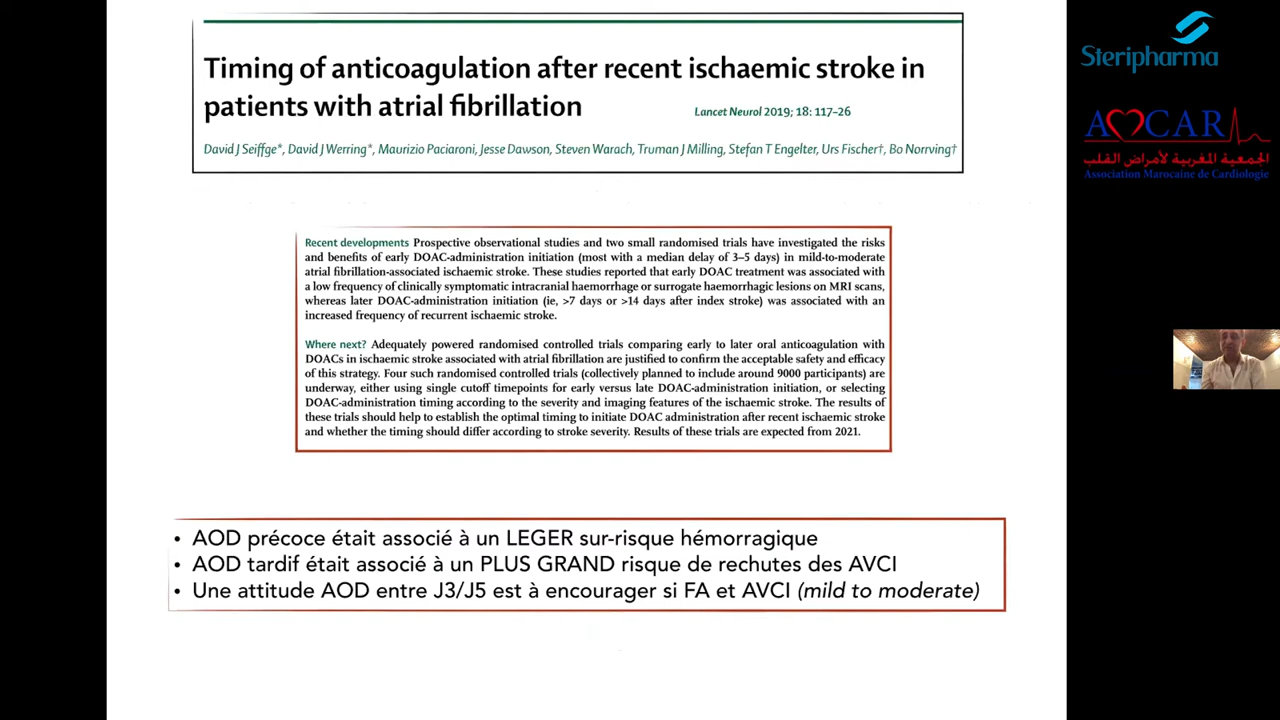 Timing of anticoagulation after recent ischaemic stroke in
patients with atrial fibrillation
Lancet Neurol 2019; 18: 117–26
David J Seiffge*, David J Werring*, Maurizio Paciaroni, Jesse Dawson, Steven Warach, Truman J Milling, Stefan T Engelter, Urs Fischer†, Bo Norrving†
Recent developments Prospective observational studies and two small randomised trials have investigated the risks
and benefits of early DOAC-administration initiation (most with a median delay of 3–5 days) in mild-to-moderate
atrial fibrillation-associated ischaemic stroke. These studies reported that early DOAC treatment was associated with
a low frequency of clinically symptomatic intracranial haemorrhage or surrogate haemorrhagic lesions on MRI scans,
whereas later DOAC-administration initiation (ie, >7 days or >14 days after index stroke) was associated with an
increased frequency of recurrent ischaemic stroke.
Where next? Adequately powered randomised controlled trials comparing early to later oral anticoagulation with
DOACs in ischaemic stroke associated with atrial fibrillation are justified to confirm the acceptable safety and efficacy
of this strategy. Four such randomised controlled trials (collectively planned to include around 9000 participants) are
underway, either using single cutoff timepoints for early versus late DOAC-administration initiation, or selecting
DOAC-administration timing according to the severity and imaging features of the ischaemic stroke. The results of
these trials should help to establish the optimal timing to initiate DOAC administration after recent ischaemic stroke
and whether the timing should differ according to stroke severity. Results of these trials are expected from 2021.
• AOD précoce était associé à un LEGER sur-risque hémorragique
• AOD tardif était associé à un PLUS GRAND risque de rechutes des AVCI
• Une attitude AOD entre J3/J5 est à encourager si FA et AVCI (mild to moderate)
Steripharma
AMCAR
الجمعية المغربية لأمراض القلب
Association Marocaine de Cardiologie